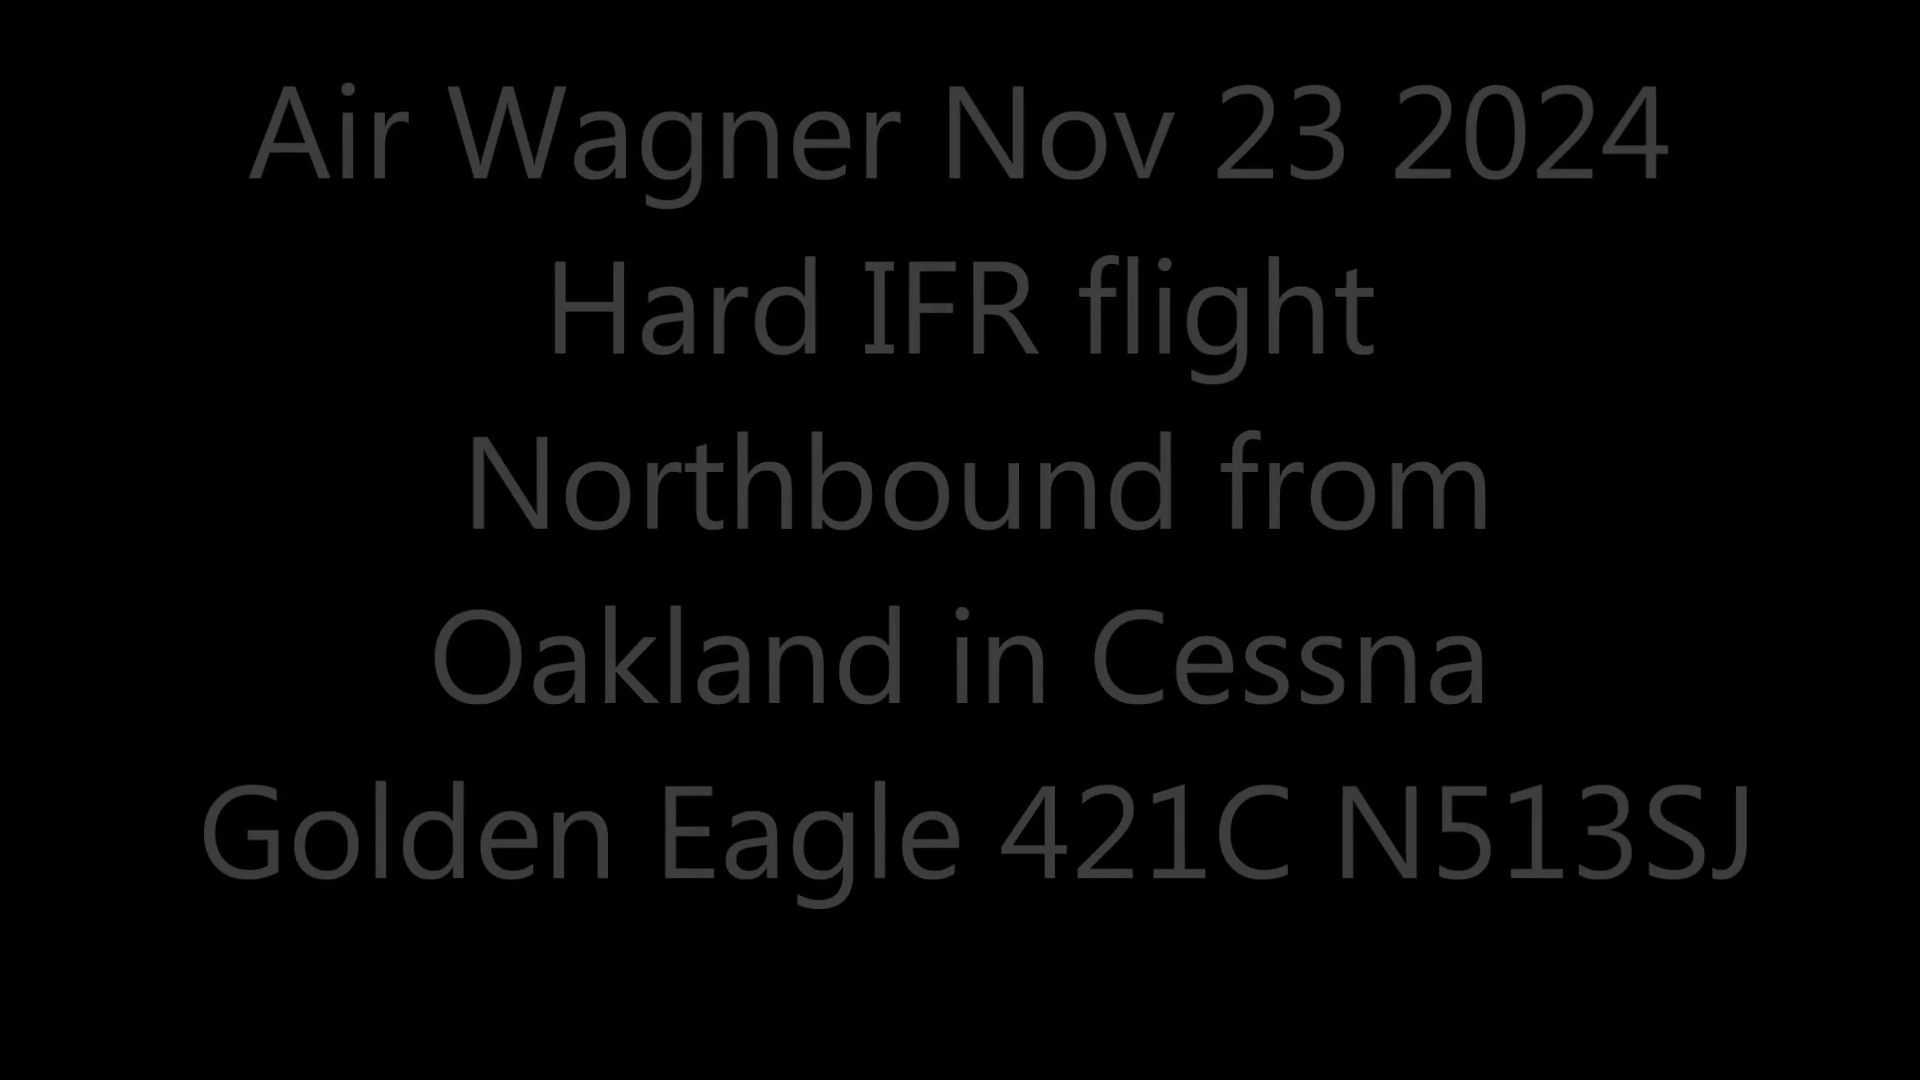 Air Wagner Nov 23 2024
Hard IFR flight
Northbound from
Oakland in Cessna
Golden Eagle 421C N513SJ